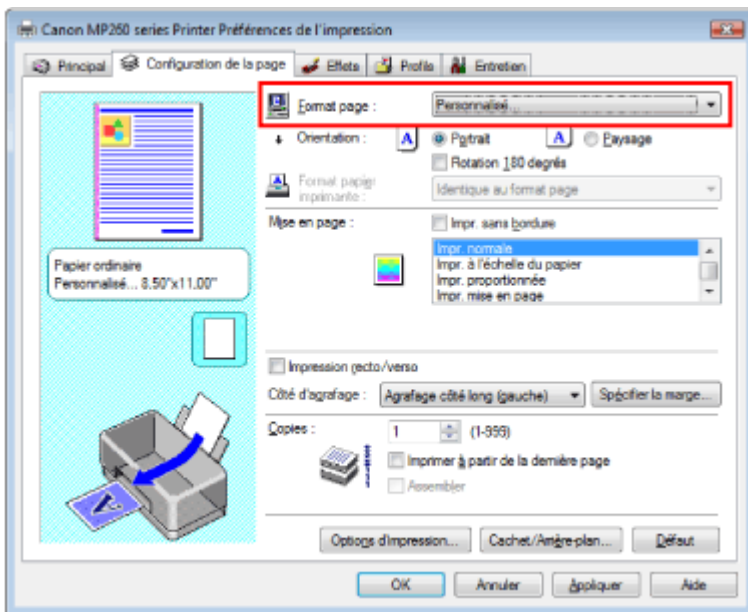 Canon MP260 series Printer Préférences de l'impression
Principal Configuration de la page Effets Profils Entretien
Format page : Personnalisé...
Orientation : A Portrait A Paysage
Rotation 180 degrés
Format papier imprimante : Identique au format page
Mise en page : Impr. sans bordure
Impr. normale
Impr. à l'échelle du papier
Impr. proportionnée
Impr. mise en page
Papier ordinaire
Personnalisé... 8.50"x11.00"
Impression recto/verso
Côté d'agrafage : Agrafage côté long (gauche) Spécifier la marge...
Copies : 1 (1-999)
Imprimer à partir de la dernière page
Assembler
Options d'impression... Cachet/Arrière-plan... Défaut
OK Annuler Appliquer Aide